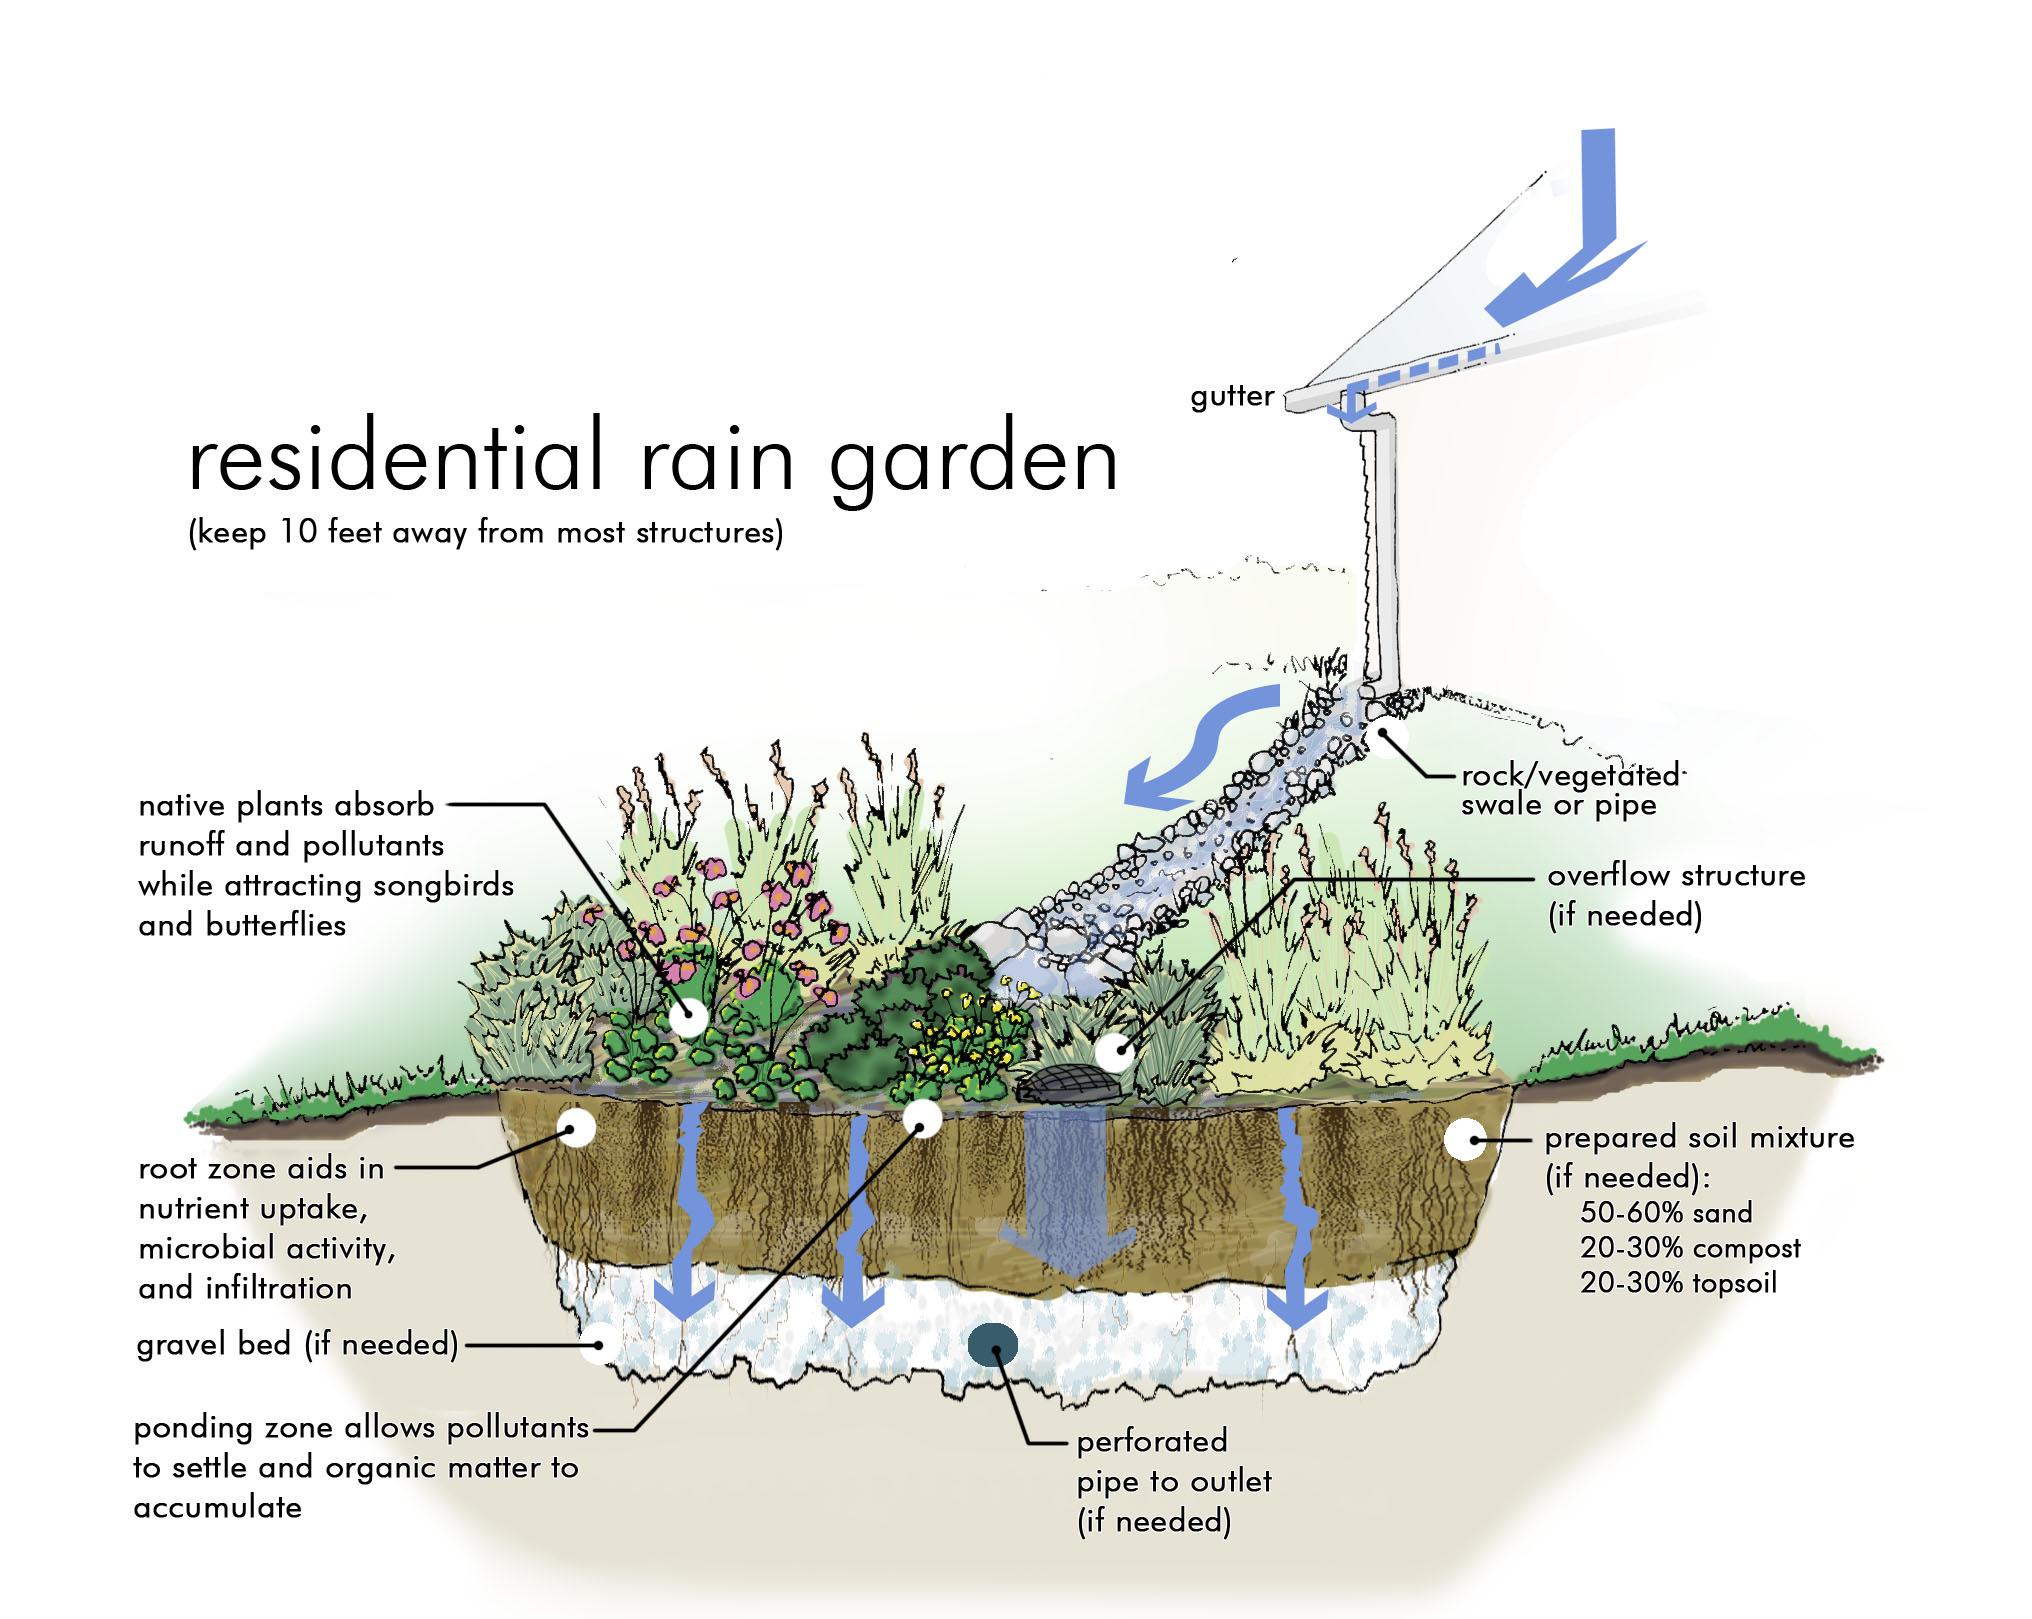 gutter
residential rain garden
(keep 10 feet away from most structures)
rock/vegetated
swale or pipe
native plants absorb
runoff and pollutants
while attracting songbirds
and butterflies
overflow structure
(if needed)
prepared soil mixture
(if needed):
50-60% sand
20-30% compost
20-30% topsoil
root zone aids in
nutrient uptake,
microbial activity,
and infiltration
gravel bed (if needed)
ponding zone allows pollutants
to settle and organic matter to
accumulate
perforated
pipe to outlet
(if needed)